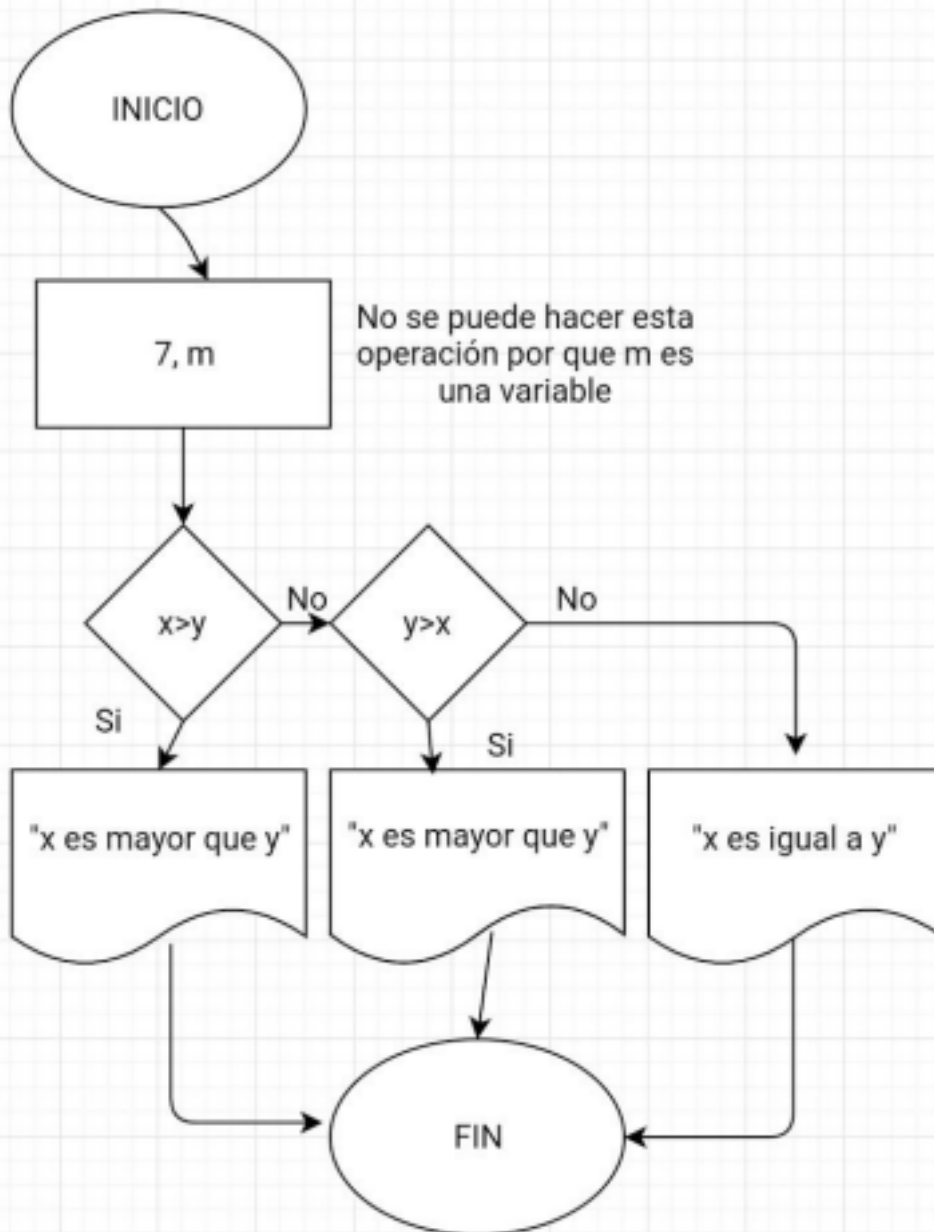 INICIO
7, m
No se puede hacer esta
operación por que m es
una variable
x>y
No
y>x
No
Si
Si
"x es mayor que y"
"x es mayor que y"
"x es igual a y"
FIN